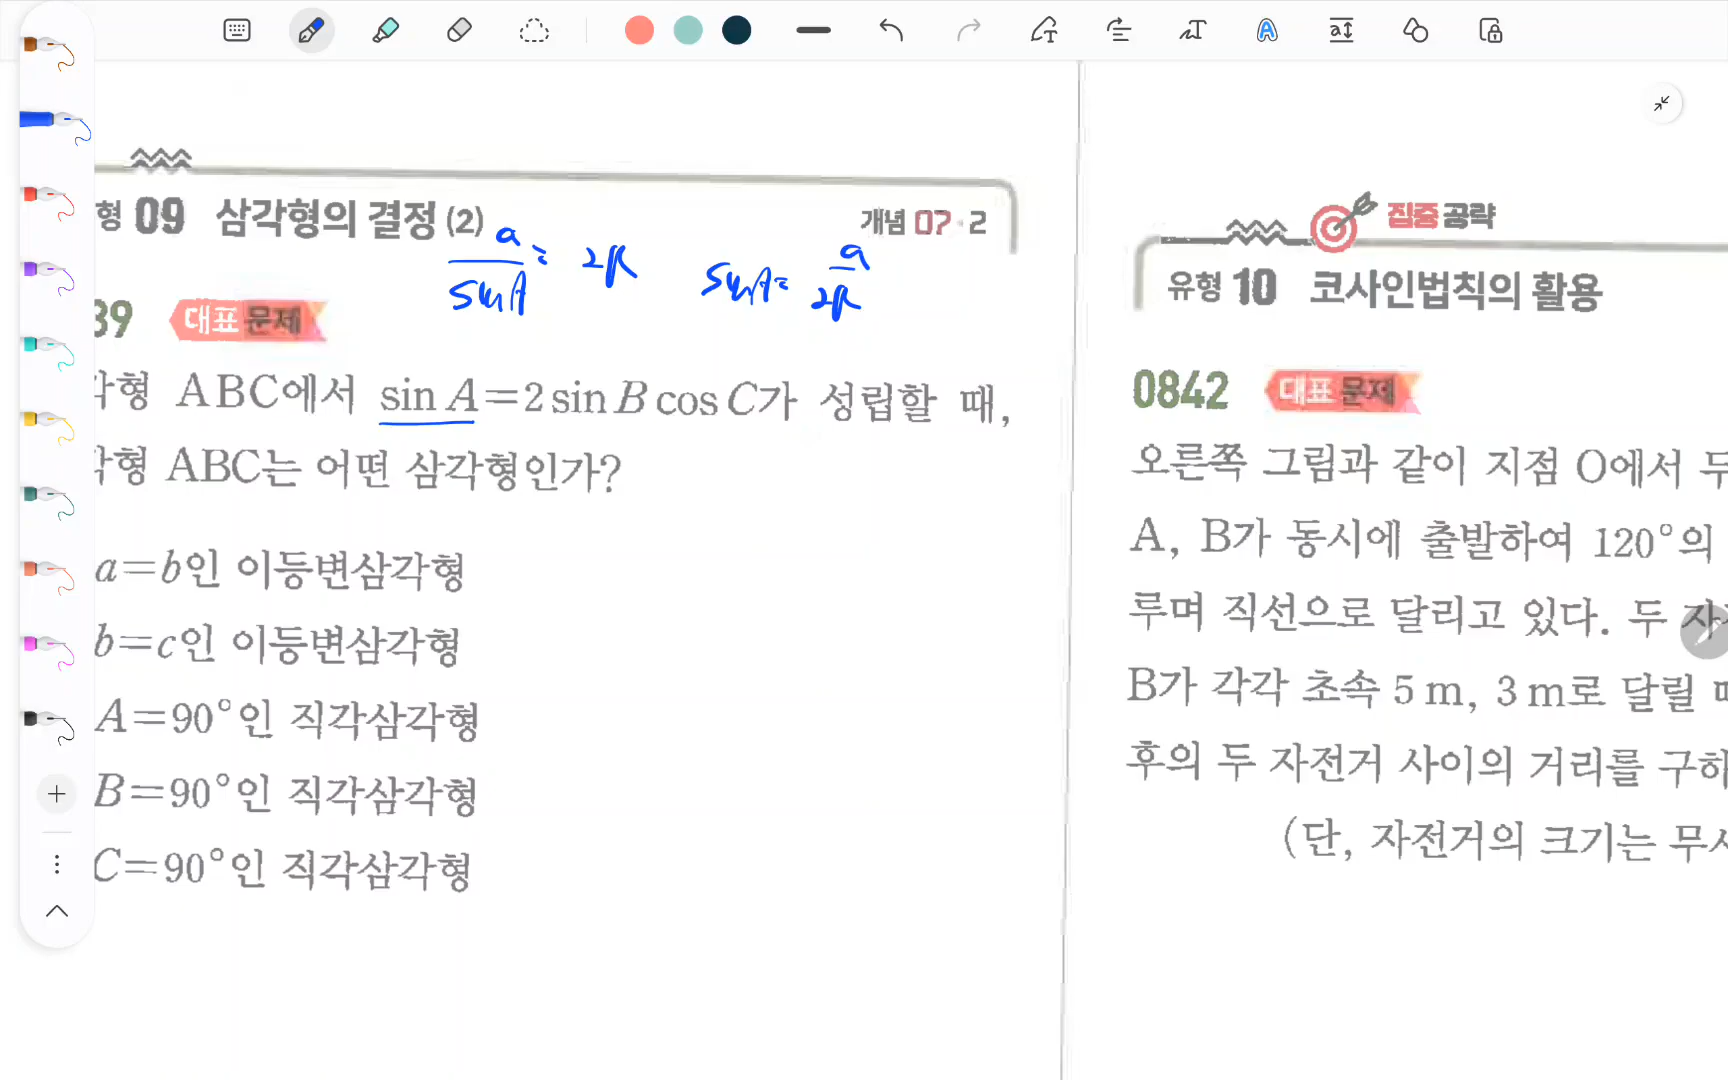 형 09 삼각형의 결정 (2) 개념 07·2
a/sinA = 2R sinA = a/2R
39 대표 문제
각형 ABC에서 sin A=2 sin B cos C가 성립할 때,
각형 ABC는 어떤 삼각형인가?
a=b인 이등변삼각형
b=c인 이등변삼각형
A=90°인 직각삼각형
B=90°인 직각삼각형
C=90°인 직각삼각형
집중 공략
유형 10 코사인법칙의 활용
0842 대표 문제
오른쪽 그림과 같이 지점 O에서 두
A, B가 동시에 출발하여 120°의
루며 직선으로 달리고 있다. 두
B가 각각 초속 5 m, 3 m로 달릴
후의 두 자전거 사이의 거리를 구하
(단, 자전거의 크기는 무시